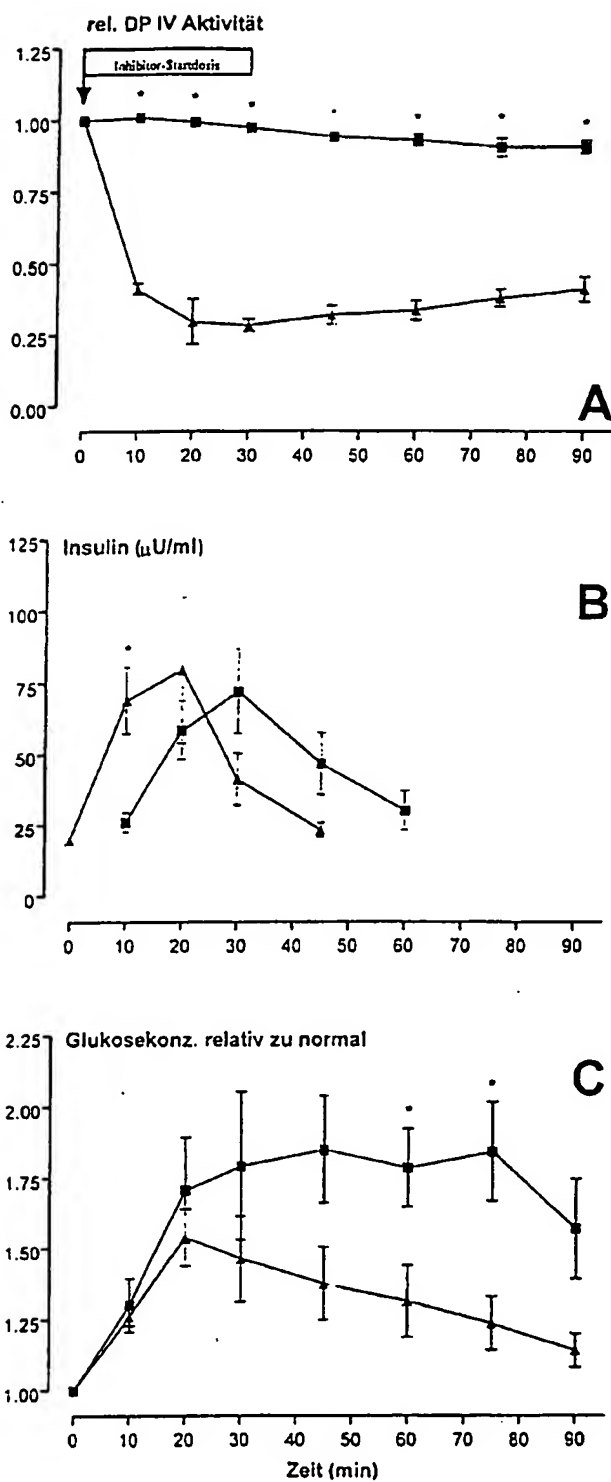 rel. DP IV Aktivität
1.25
Inhibitor-Startdosis
* * * * * * *
1.00
0.75
0.50
0.25
0.00
A
0 10 20 30 40 50 60 70 80 90
125
Insulin (µU/ml)
B
100
*
75
50
25
0
0 10 20 30 40 50 60 70 80 90
2.25
Glukosekonz. relativ zu normal
C
2.00
* *
1.75
1.50
1.25
1.00
0 10 20 30 40 50 60 70 80 90
Zeit (min)